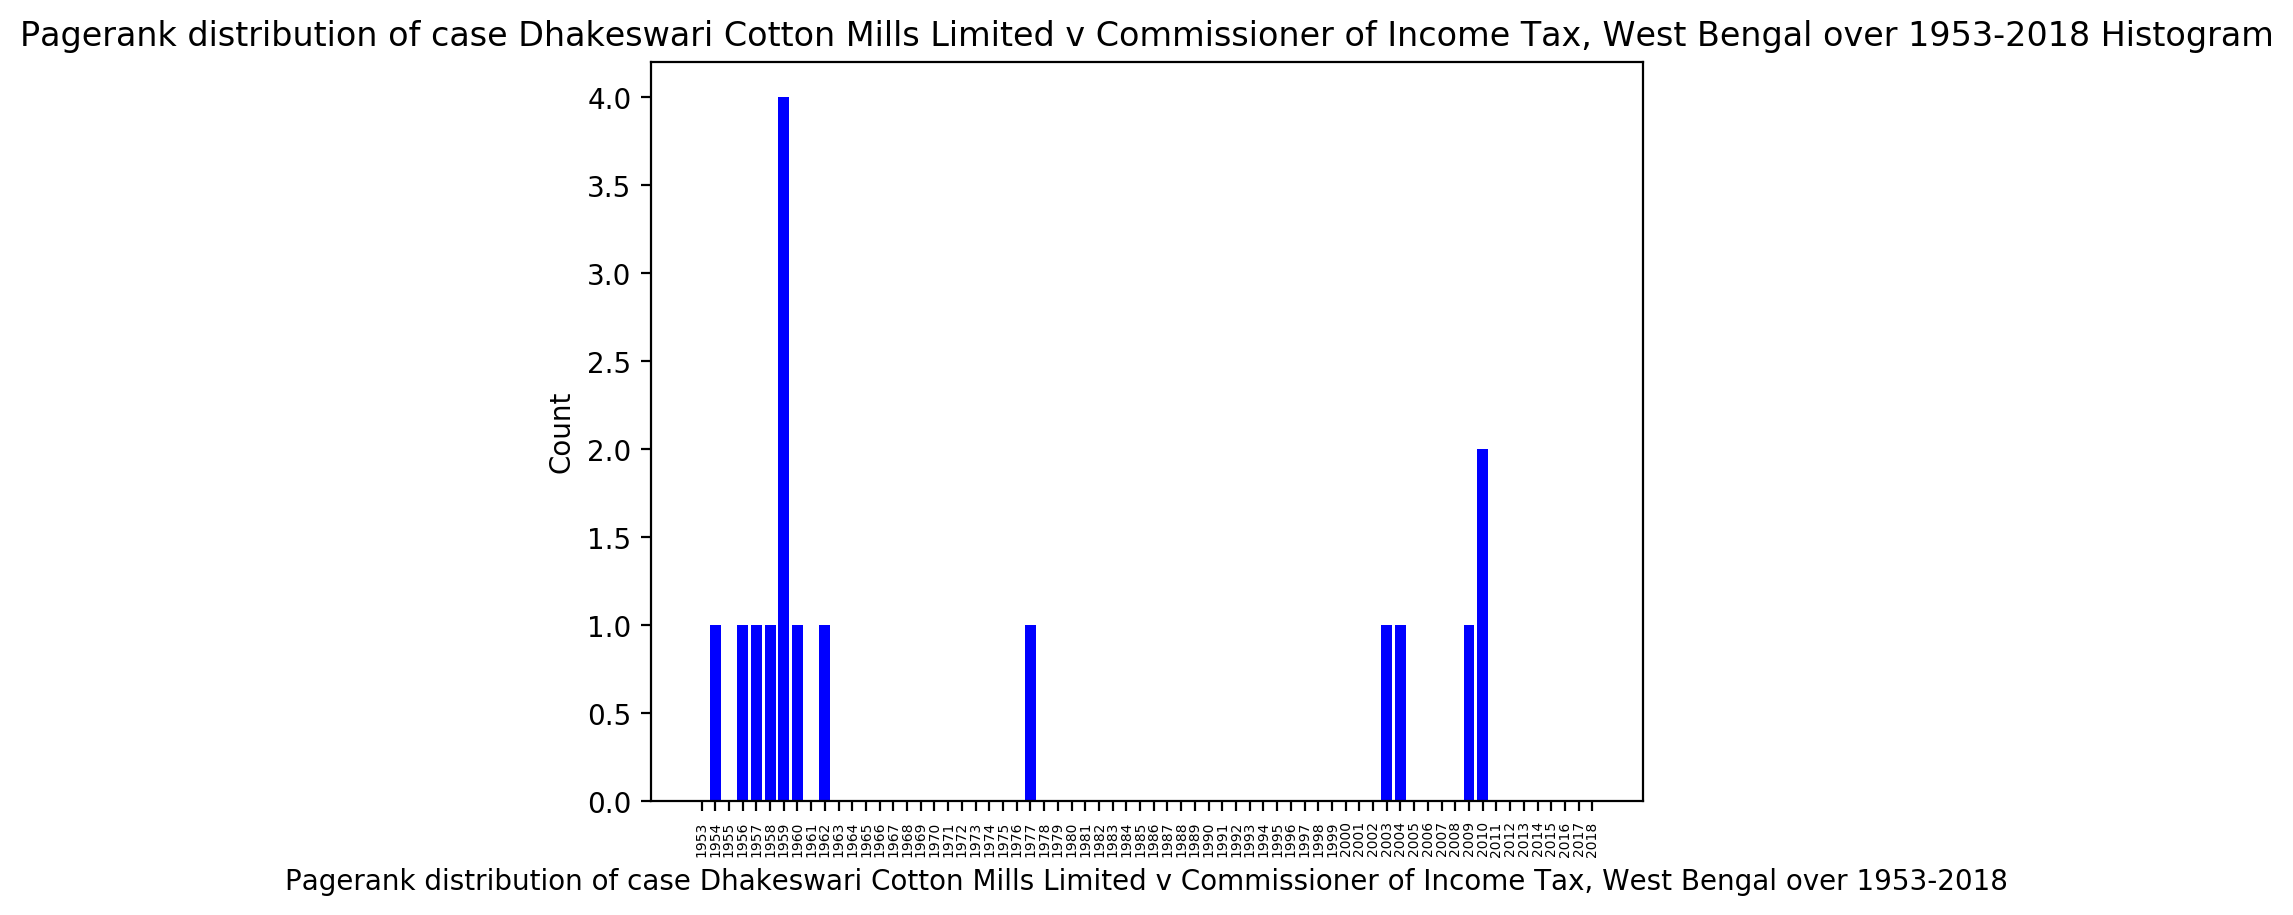 Pagerank distribution of case Dhakeswari Cotton Mills Limited v Commissioner of Income Tax, West Bengal over 1953-2018 Histogram
4.0
3.5
3.0
2.5
2.0
1.5
1.0
0.5
0.0
Count
1953 1954 1955 1956 1957 1958 1959 1960 1961 1962 1963 1964 1965 1966 1967 1968 1969 1970 1971 1972 1973 1974 1975 1976 1977 1978 1979 1980 1981 1982 1983 1984 1985 1986 1987 1988 1989 1990 1991 1992 1993 1994 1995 1996 1997 1998 1999 2000 2001 2002 2003 2004 2005 2006 2007 2008 2009 2010 2011 2012 2013 2014 2015 2016 2017 2018
Pagerank distribution of case Dhakeswari Cotton Mills Limited v Commissioner of Income Tax, West Bengal over 1953-2018